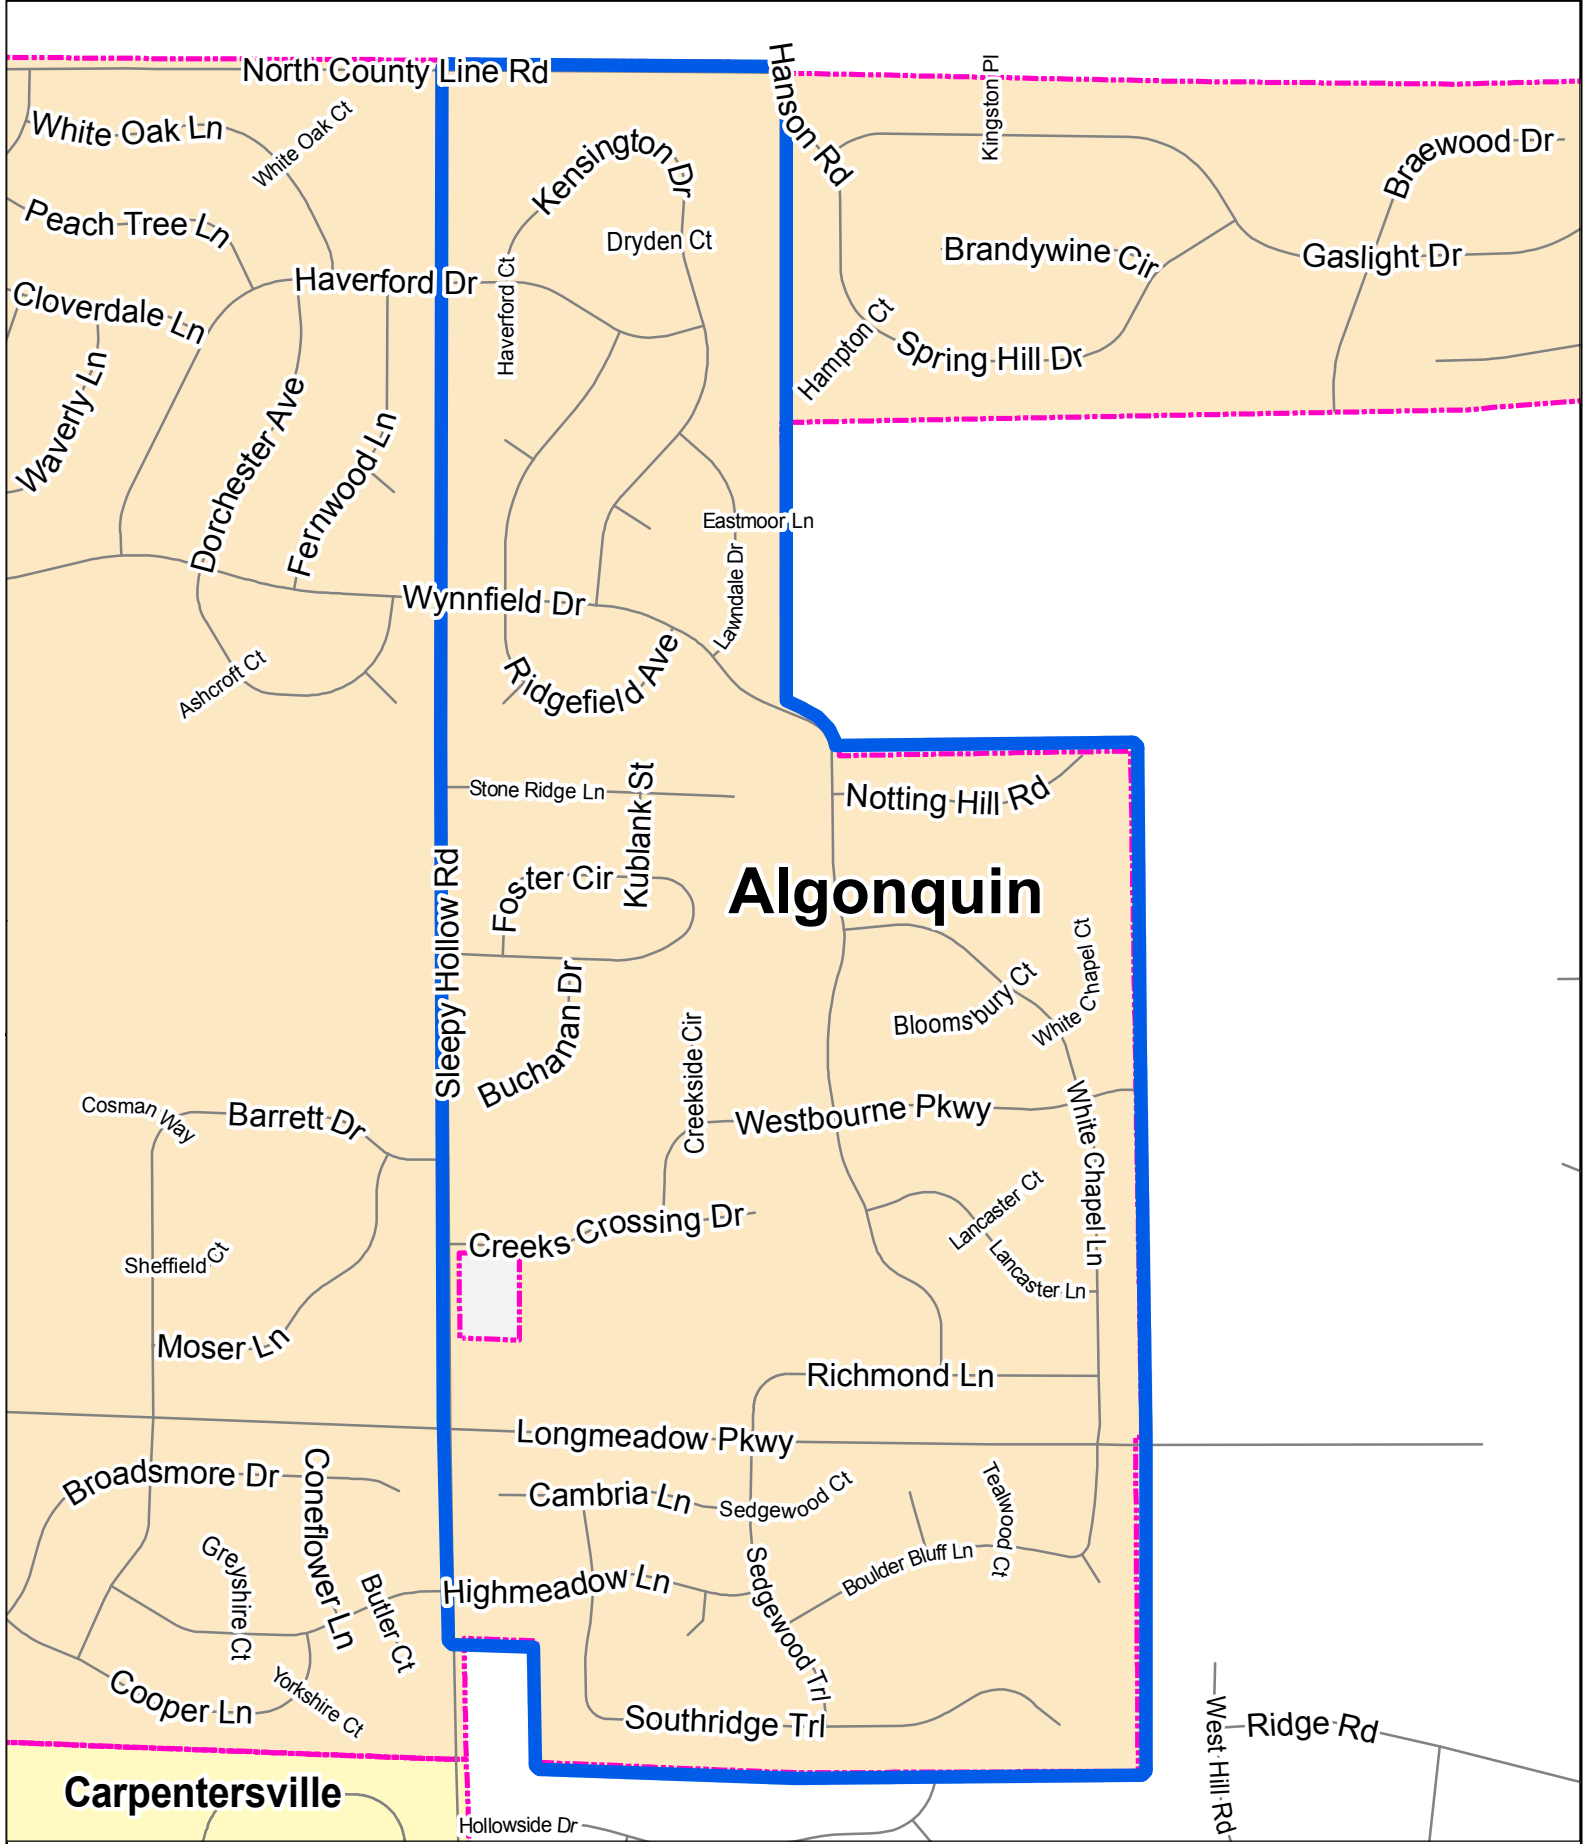 North County Line Rd
Hanson Rd
Kingston Pl
White Oak Ln
White Oak Ct
Kensington Dr
Braewood Dr
Peach Tree Ln
Dryden Ct
Brandywine Cir
Gaslight Dr
Haverford Dr
Haverford Ct
Cloverdale Ln
Hampton Ct
Spring Hill Dr
Waverly Ln
Dorchester Ave
Fernwood Ln
Eastmoor Ln
Lawndale Dr
Wynnfield Dr
Ashcroft Ct
Ridgefield Ave
Stone Ridge Ln
Kublank St
Notting Hill Rd
Foster Cir
Algonquin
Sleepy Hollow Rd
Buchanan Dr
Bloomsbury Ct
White Chapel Ct
Creekside Cir
Cosman Way
Barrett Dr
Westbourne Pkwy
White Chapel Ln
Lancaster Ct
Creeks Crossing Dr
Sheffield Ct
Lancaster Ln
Moser Ln
Richmond Ln
Longmeadow Pkwy
Broadsmore Dr
Coneflower Ln
Cambria Ln
Sedgewood Ct
Tealwood Ct
Greyshire Ct
Butler Ct
Highmeadow Ln
Sedgewood Trl
Boulder Bluff Ln
Cooper Ln
Yorkshire Ct
Southridge Trl
West Hill Rd
Ridge Rd
Carpentersville
Hollowside Dr